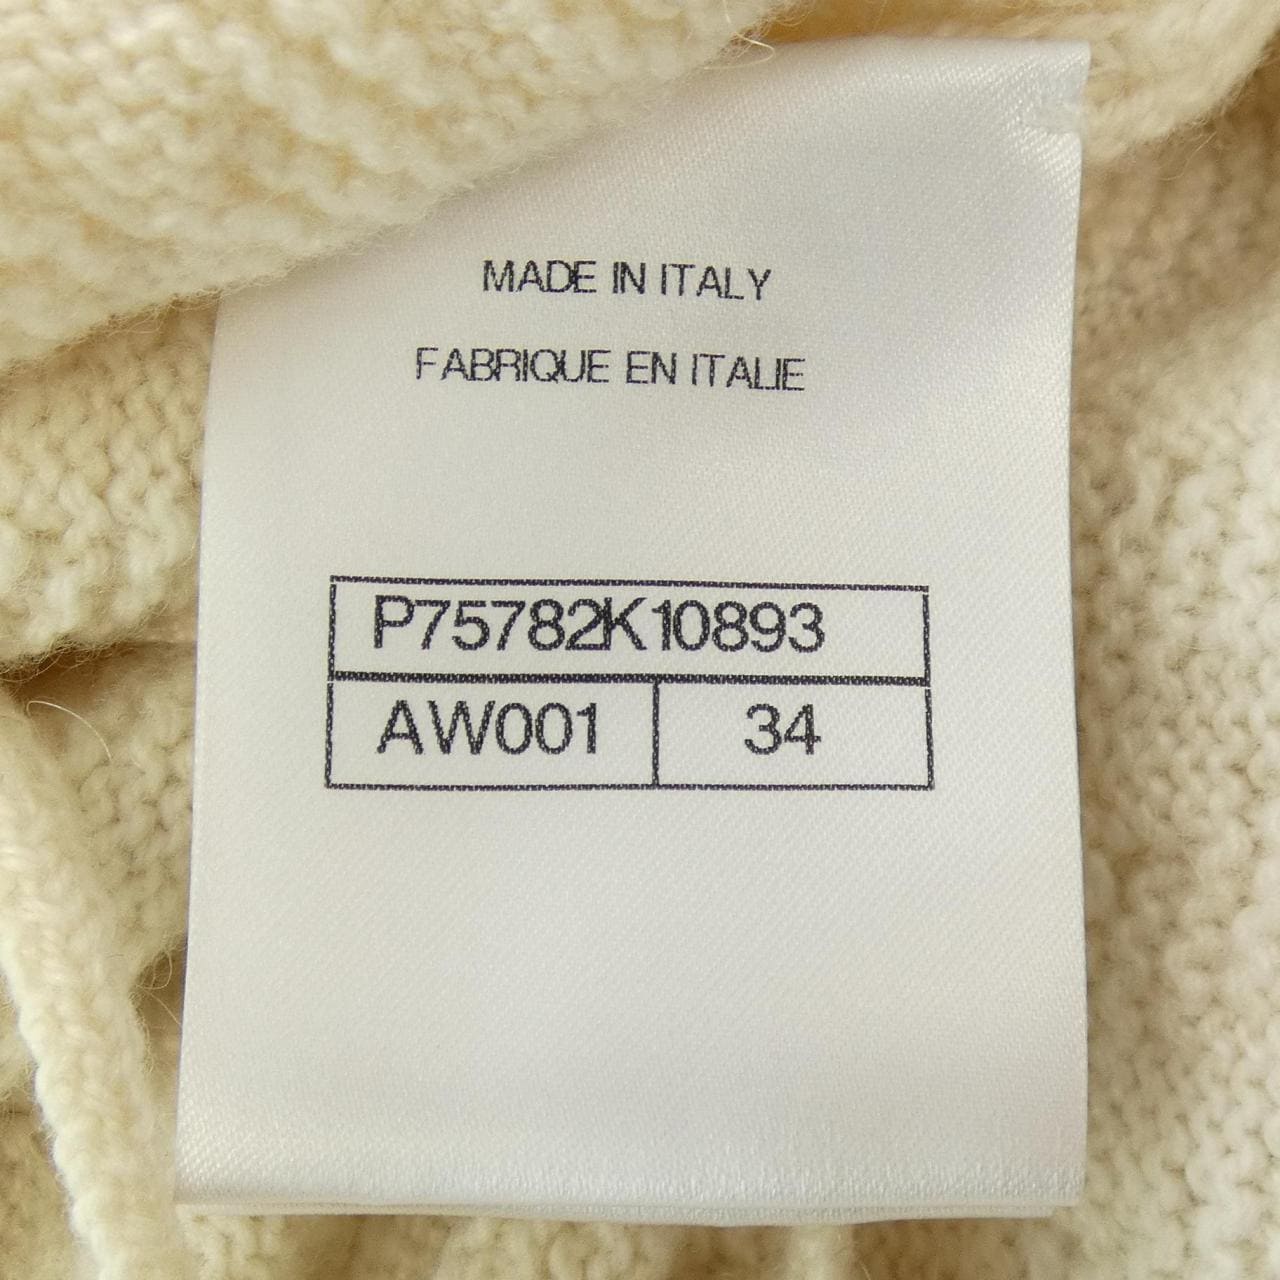 MADE IN ITALY
FABRIQUE EN ITALIE
P75782K10893
AW001 34